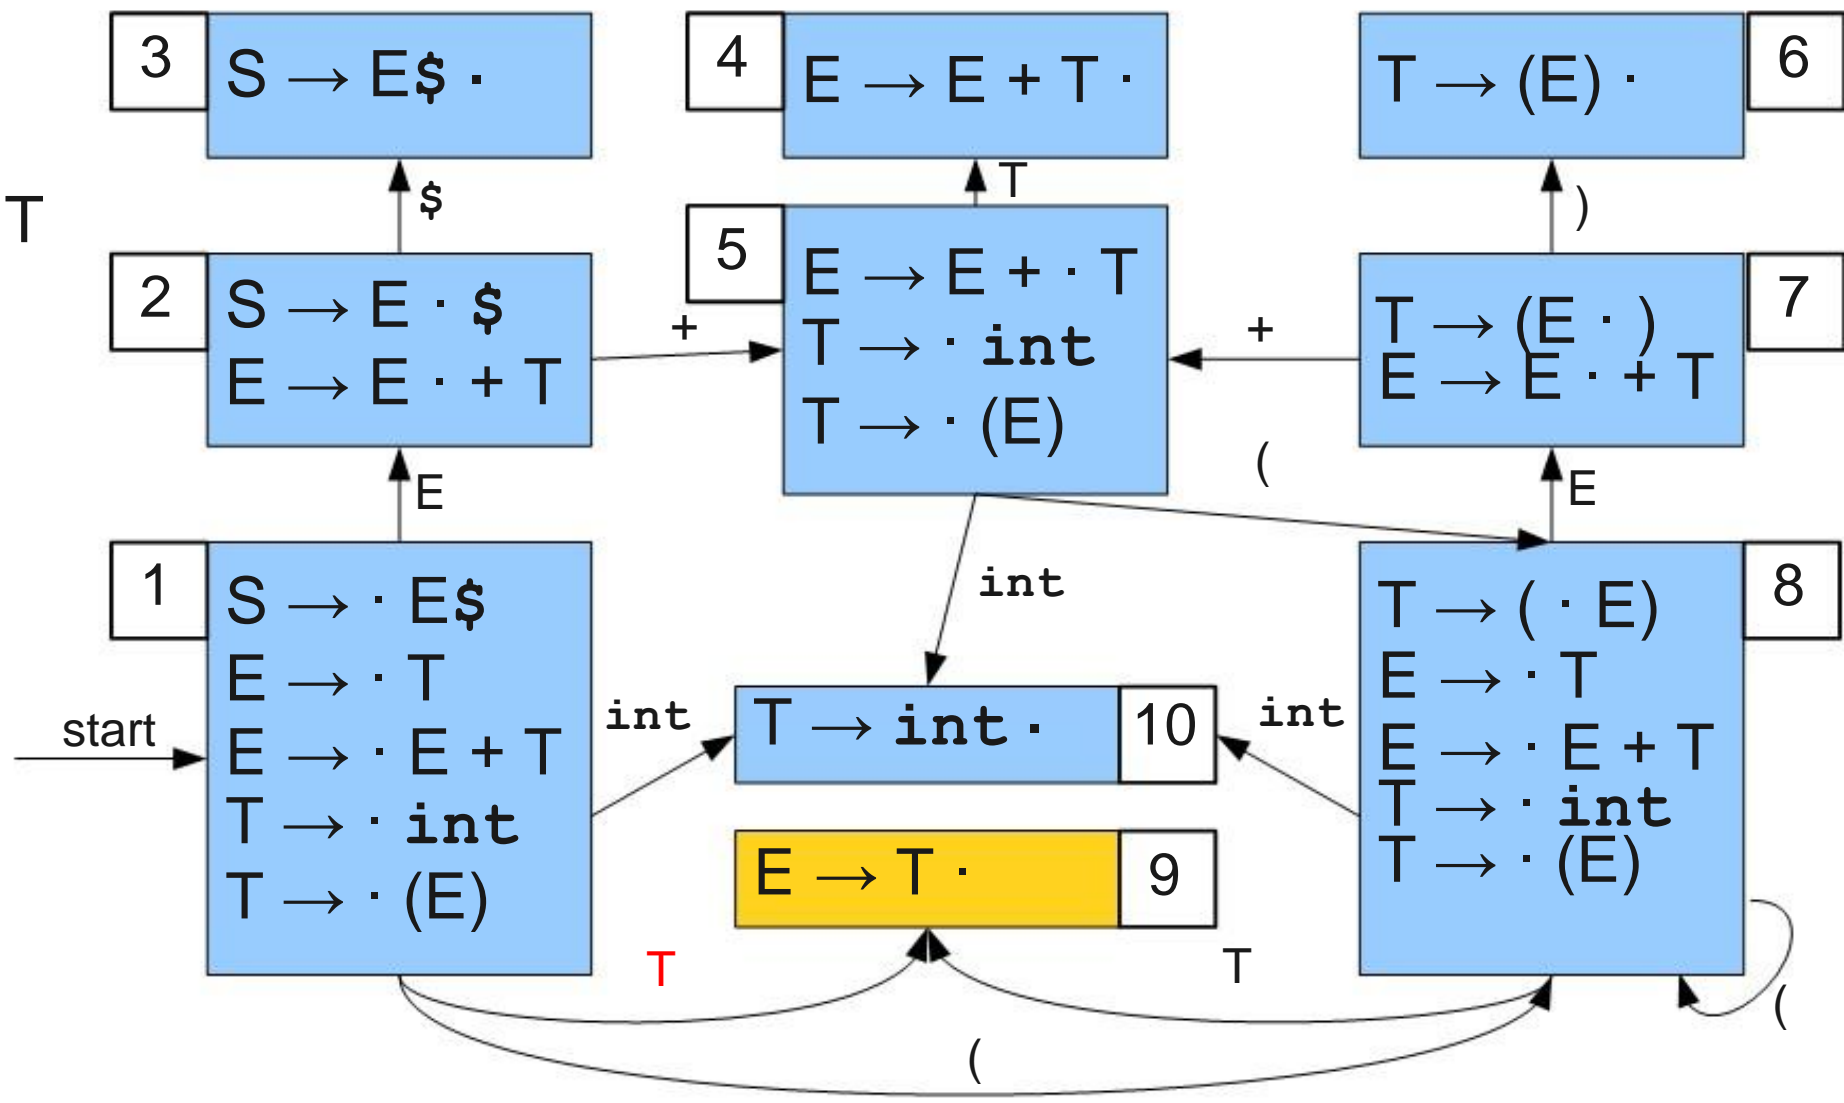 3
S → E$ ·
4
E → E + T ·
T → (E) ·
6
T
$
T
)
2
S → E · $
E → E · + T
+
5
E → E + · T
T → · int
T → · (E)
+
T → (E · )
E → E · + T
7
E
(
E
1
S → · E$
E → · T
E → · E + T
T → · int
T → · (E)
start
int
int
T → int ·
10
int
E → T ·
9
T → ( · E)
E → · T
E → · E + T
T → · int
T → · (E)
8
T
T
(
(